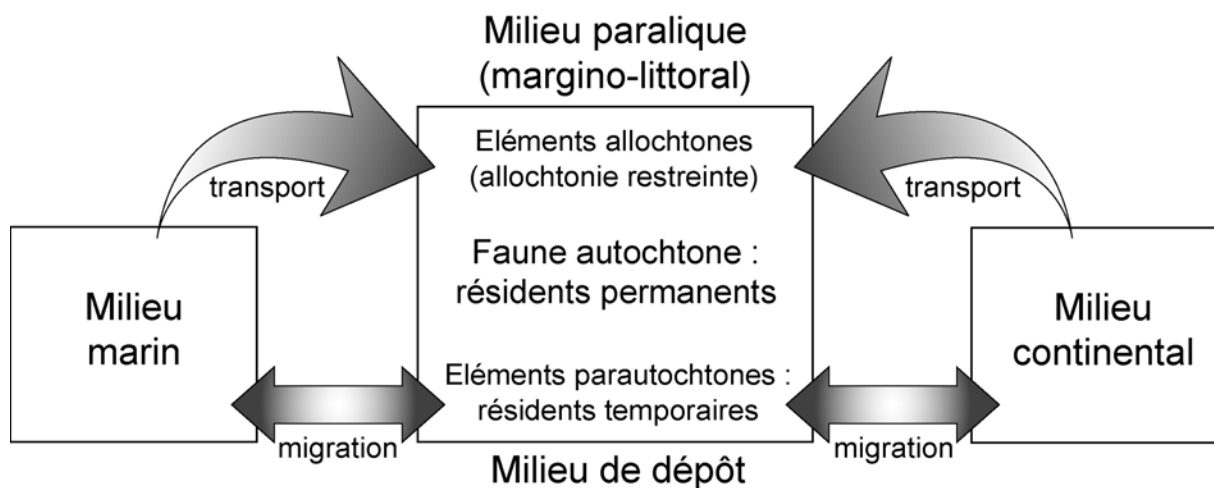 Milieu paralique
(margino-littoral)
Eléments allochtones
(allochtonie restreinte)
transport
transport
Faune autochtone :
résidents permanents
Milieu
marin
Milieu
continental
Eléments parautochtones :
résidents temporaires
migration
migration
Milieu de dépôt